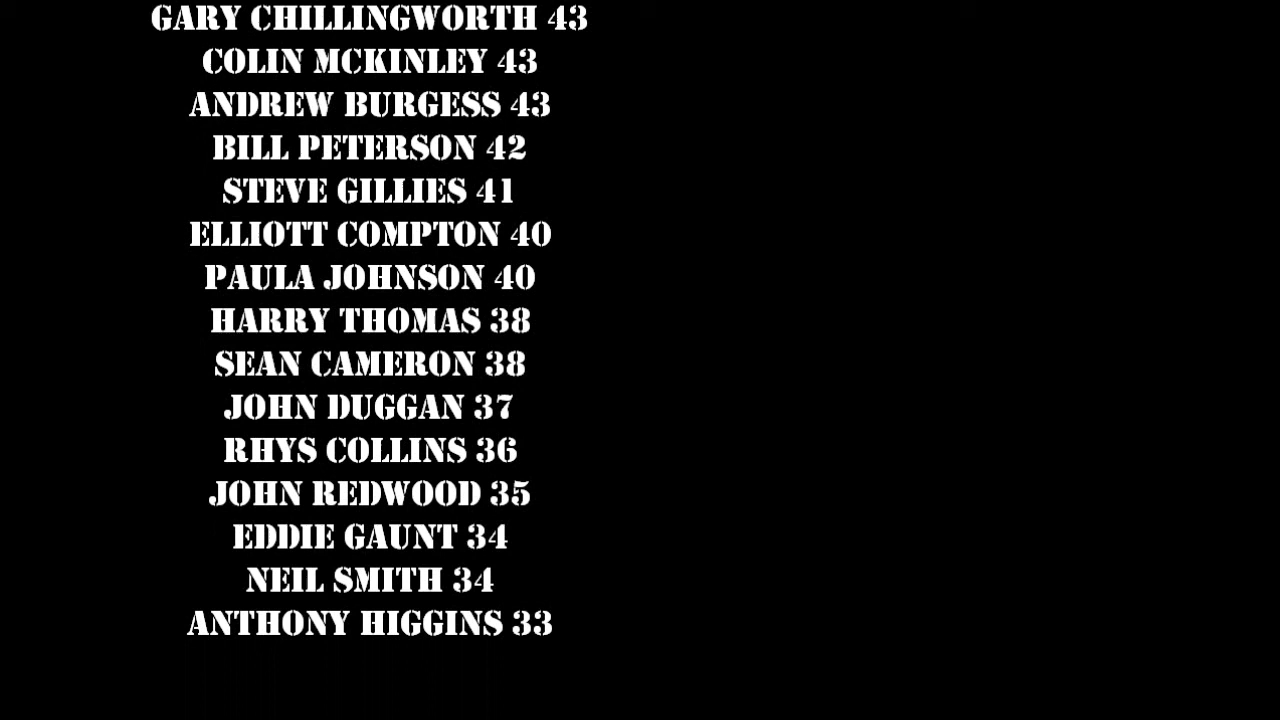 GARY CHILLINGWORTH 43
COLIN MCKINLEY 43
ANDREW BURGESS 43
BILL PETERSON 42
STEVE GILLIES 41
ELLIOTT COMPTON 40
PAULA JOHNSON 40
HARRY THOMAS 38
SEAN CAMERON 38
JOHN DUGGAN 37
RHYS COLLINS 36
JOHN REDWOOD 35
EDDIE GAUNT 34
NEIL SMITH 34
ANTHONY HIGGINS 33